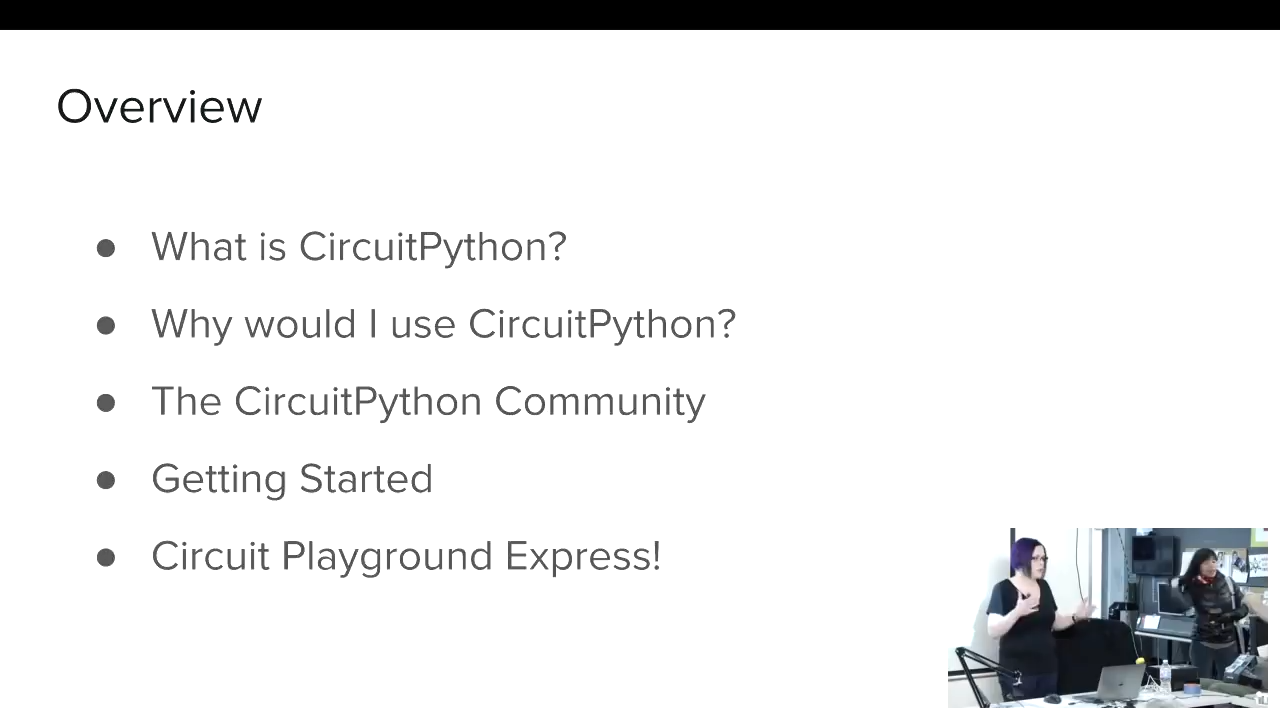 Overview
What is CircuitPython?
Why would I use CircuitPython?
The CircuitPython Community
Getting Started
Circuit Playground Express!